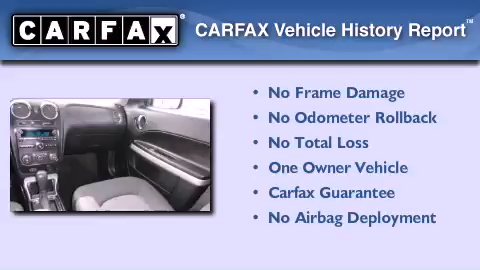 CARFAX® CARFAX Vehicle History Report™
• No Frame Damage
• No Odometer Rollback
• No Total Loss
• One Owner Vehicle
• Carfax Guarantee
• No Airbag Deployment